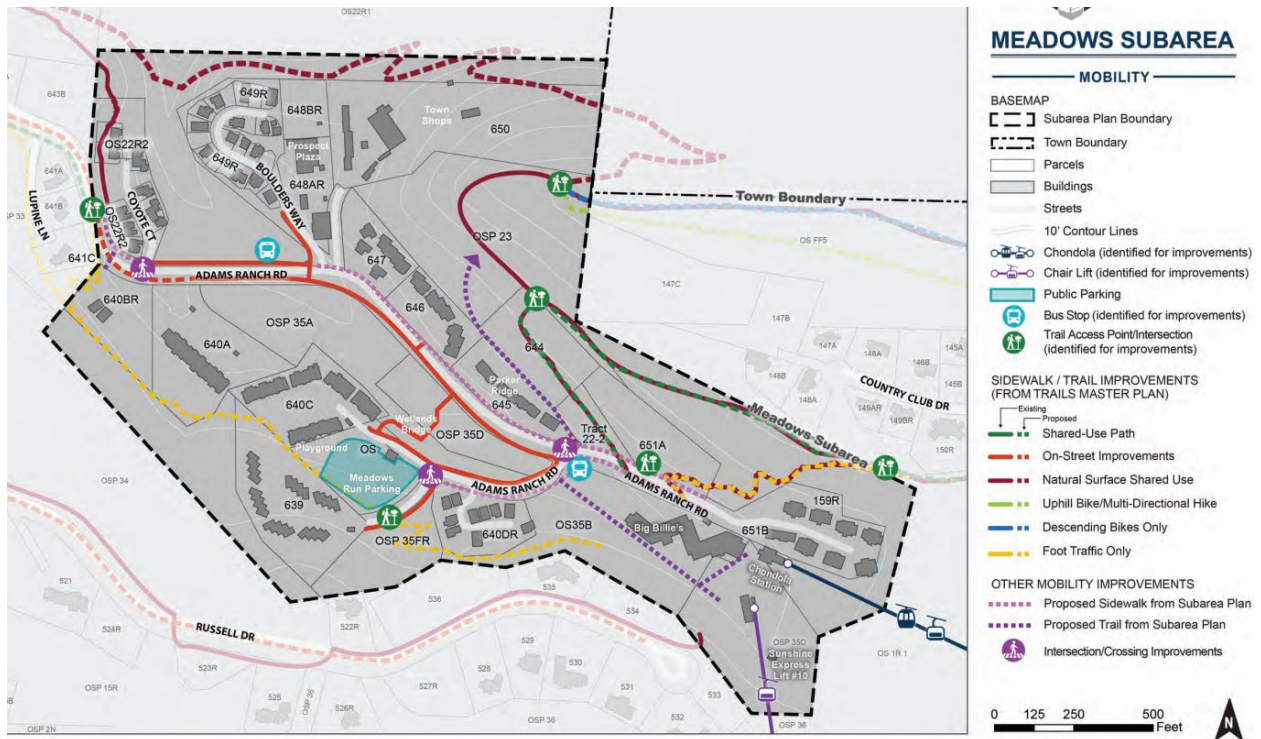 OS22R1
643B
OS22R2
649R
648BR
Town
Shops
650
Prospect
Plaza
649R
648AR
BOULDERS WAY
COYOTE CT
641A
641B
LUPINE LN
OSP 33
OS22R2
641C
ADAMS RANCH RD
640BR
647
646
OSP 23
Town Boundary
OS FF5
147C
147B
147A
146A
146B
145A
145B
148B
148A
149AR
149BR
150R
COUNTRY CLUB DR
OSP 35A
640A
644
Parker
Ridge
645
640C
Wetlands
Bridge
OSP 35D
Tract
22-2
Meadows Subarea
Playground
OS
Meadows
Run Parking
651A
ADAMS RANCH RD
ADAMS RANCH RD
159R
OSP 34
639
OSP 35FR
640DR
OS35B
Big Billie's
651B
Chondola
Station
OSP 35C
Sunshine
Express
Lift #10
OS 1R 1
521
524R
RUSSELL DR
522R
523R
536
535
534
529
530
528
531
527R
533
532
525
OSP 36
526R
OSP 15R
OSP 2N
OSP 36
OSP 36
MEADOWS SUBAREA
MOBILITY
BASEMAP
Subarea Plan Boundary
Town Boundary
Parcels
Buildings
Streets
10' Contour Lines
Chondola (identified for improvements)
Chair Lift (identified for improvements)
Public Parking
Bus Stop (identified for improvements)
Trail Access Point/Intersection
(identified for improvements)
SIDEWALK / TRAIL IMPROVEMENTS
(FROM TRAILS MASTER PLAN)
Existing
Proposed
Shared-Use Path
On-Street Improvements
Natural Surface Shared Use
Uphill Bike/Multi-Directional Hike
Descending Bikes Only
Foot Traffic Only
OTHER MOBILITY IMPROVEMENTS
Proposed Sidewalk from Subarea Plan
Proposed Trail from Subarea Plan
Intersection/Crossing Improvements
0 125 250 500
Feet
N